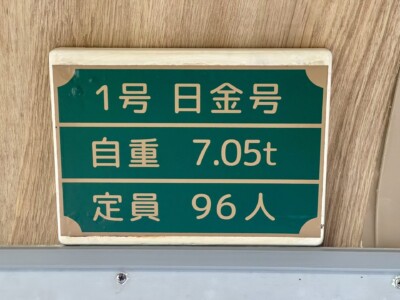 1号 日金号
自重 7.05t
定員 96人